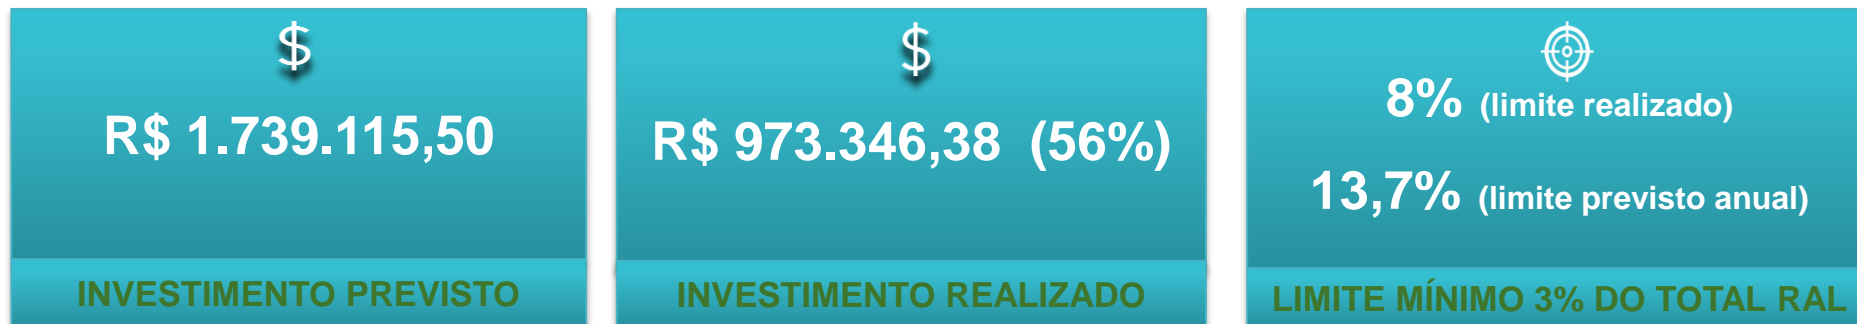 $
R$ 1.739.115,50
INVESTIMENTO PREVISTO
$
R$ 973.346,38 (56%)
INVESTIMENTO REALIZADO
8% (limite realizado)
13,7% (limite previsto anual)
LIMITE MÍNIMO 3% DO TOTAL RAL